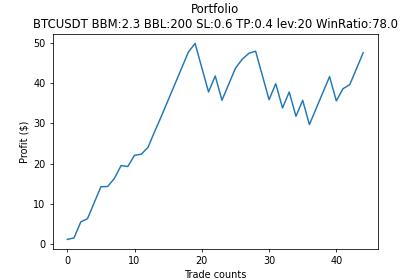 Portfolio
BTCUSDT BBM:2.3 BBL:200 SL:0.6 TP:0.4 lev:20 WinRatio:78.0
50
40
30
20
10
0
Profit ($)
0 10 20 30 40
Trade counts